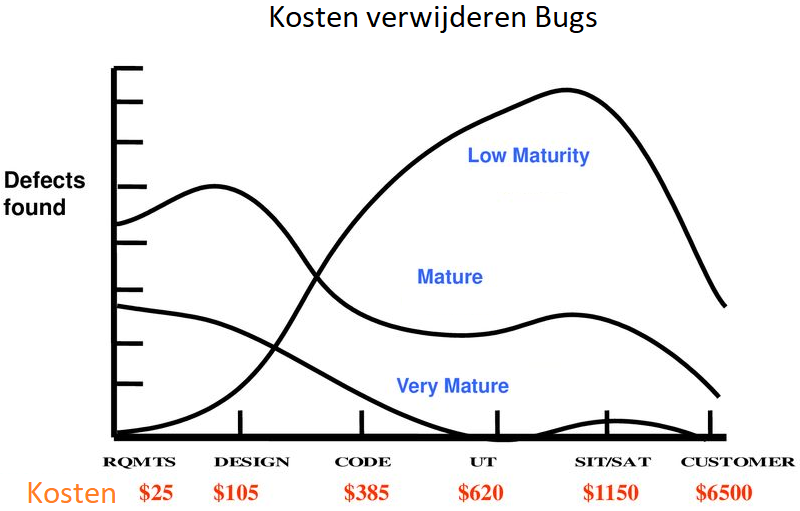 Kosten verwijderen Bugs
Defects
found
Low Maturity
Mature
Very Mature
RQMTS DESIGN CODE UT SIT/SAT CUSTOMER
Kosten $25 $105 $385 $620 $1150 $6500